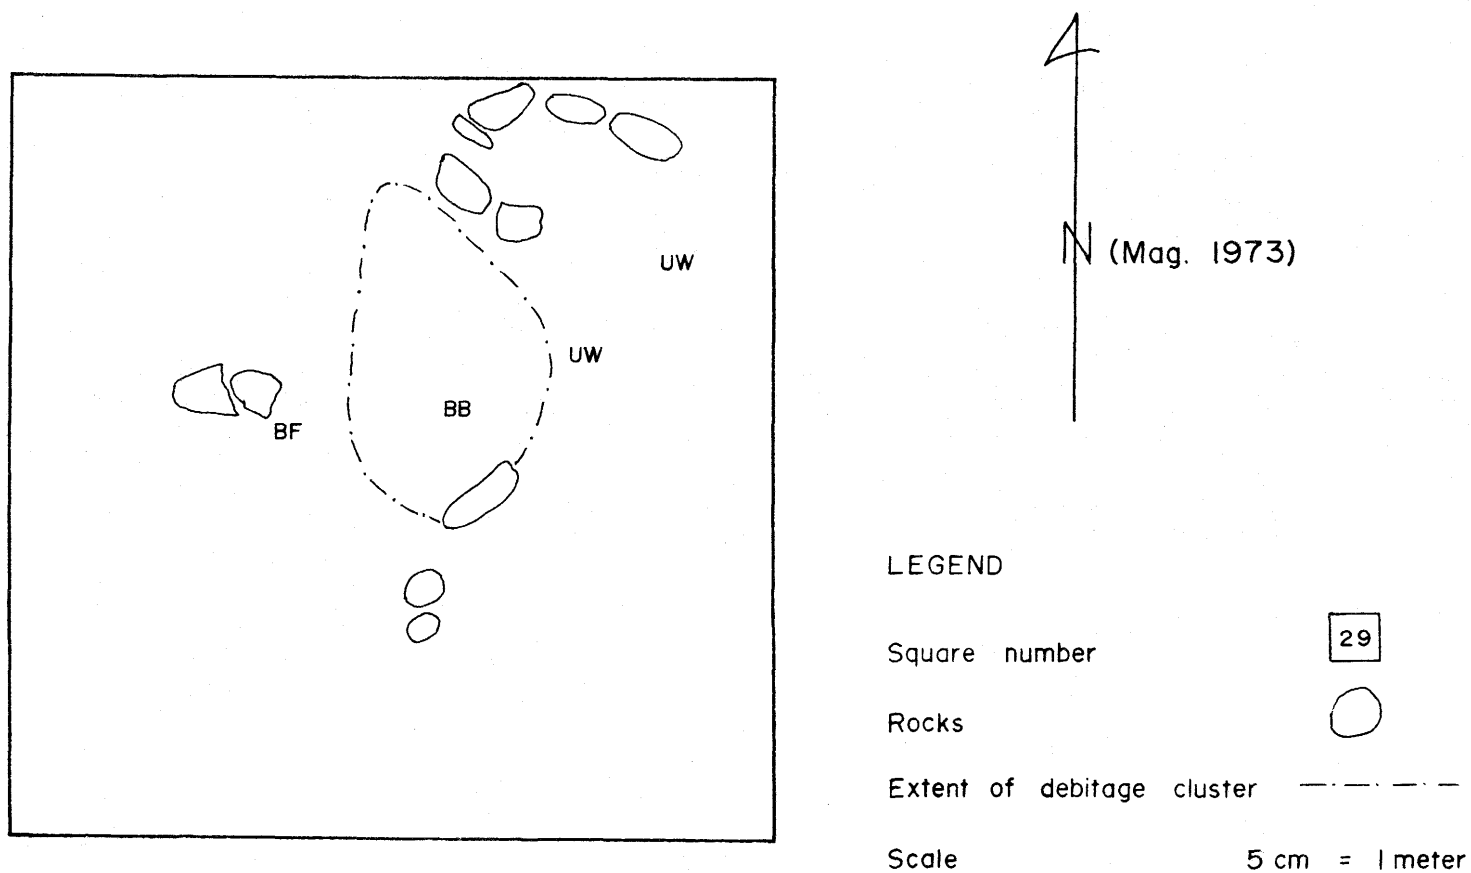 UW
UW
BB
BF
N (Mag. 1973)
LEGEND
Square number 29
Rocks
Extent of debitage cluster
Scale 5 cm = 1 meter